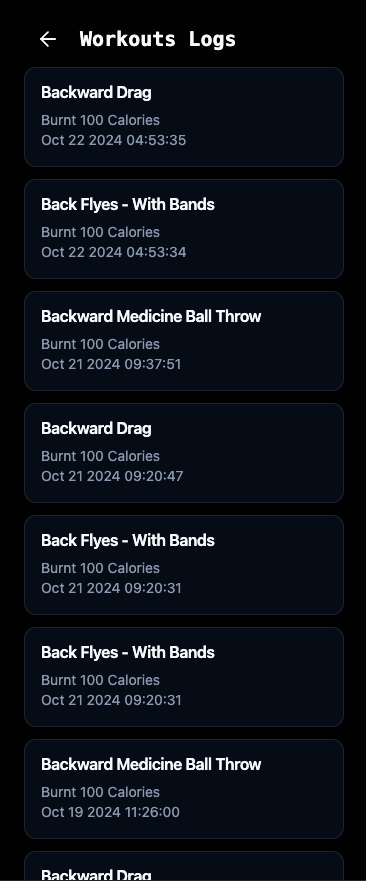 Workouts Logs
Backward Drag
Burnt 100 Calories
Oct 22 2024 04:53:35
Back Flyes - With Bands
Burnt 100 Calories
Oct 22 2024 04:53:34
Backward Medicine Ball Throw
Burnt 100 Calories
Oct 21 2024 09:37:51
Backward Drag
Burnt 100 Calories
Oct 21 2024 09:20:47
Back Flyes - With Bands
Burnt 100 Calories
Oct 21 2024 09:20:31
Back Flyes - With Bands
Burnt 100 Calories
Oct 21 2024 09:20:31
Backward Medicine Ball Throw
Burnt 100 Calories
Oct 19 2024 11:26:00
Backward Drag